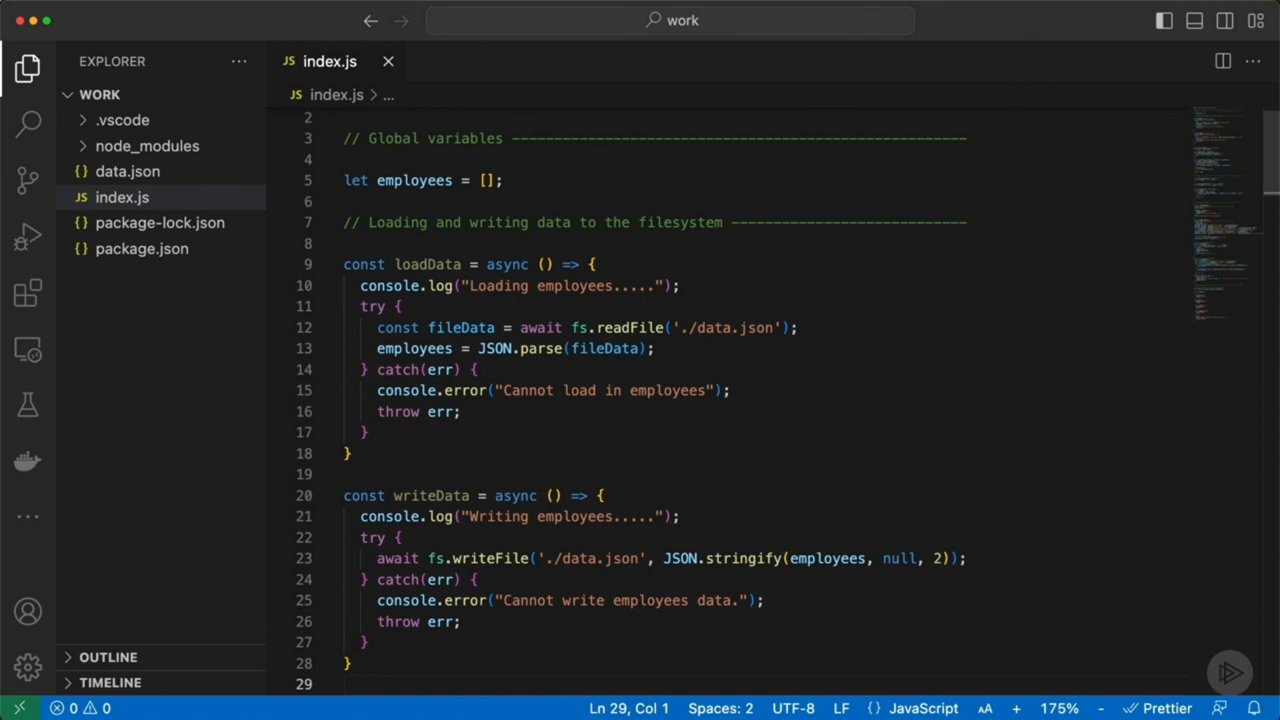 work
EXPLORER
WORK
.vscode
node_modules
{} data.json
JS index.js
{} package-lock.json
{} package.json
OUTLINE
TIMELINE
JS index.js
JS index.js > ...
2
3 // Global variables -------------------------------------------------------
4
5 let employees = [];
6
7 // Loading and writing data to the filesystem ----------------------------
8
9 const loadData = async () => {
10 console.log("Loading employees.....");
11 try {
12 const fileData = await fs.readFile('./data.json');
13 employees = JSON.parse(fileData);
14 } catch(err) {
15 console.error("Cannot load in employees");
16 throw err;
17 }
18 }
19
20 const writeData = async () => {
21 console.log("Writing employees.....");
22 try {
23 await fs.writeFile('./data.json', JSON.stringify(employees, null, 2));
24 } catch(err) {
25 console.error("Cannot write employees data.");
26 throw err;
27 }
28 }
29
0 0 Ln 29, Col 1 Spaces: 2 UTF-8 LF {} JavaScript AA + 175% - Prettier